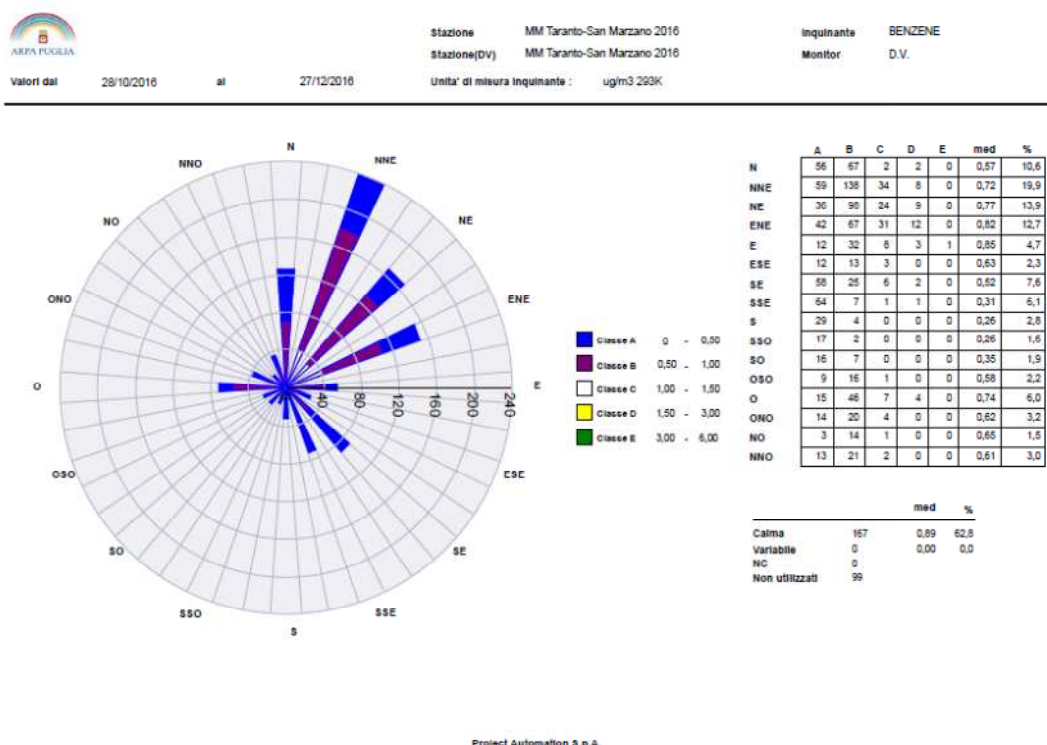 ARPA PUGLIA
Stazione MM Taranto-San Marzano 2016 Inquinante BENZENE
Stazione(DV) MM Taranto-San Marzano 2016 Monitor D.V.
Valori dal 28/10/2016 al 27/12/2016 Unita' di misura Inquinante : ug/m3 293K
N
NNE
NE
ENE
E
ESE
SE
SSE
S
SSO
SO
OSO
O
ONO
NO
NNO
40 80 120 160 200 240
Classe A 0 - 0,50
Classe B 0,50 - 1,00
Classe C 1,00 - 1,50
Classe D 1,50 - 3,00
Classe E 3,00 - 6,00
A B C D E med %
N 56 67 2 2 0 0,57 10,6
NNE 59 138 34 8 0 0,72 19,9
NE 36 98 24 9 0 0,77 13,9
ENE 42 67 31 12 0 0,82 12,7
E 12 32 8 3 1 0,85 4,7
ESE 12 13 3 0 0 0,63 2,3
SE 58 25 6 2 0 0,52 7,6
SSE 64 7 1 1 0 0,31 6,1
S 29 4 0 0 0 0,26 2,8
SSO 17 2 0 0 0 0,26 1,6
SO 16 7 0 0 0 0,35 1,9
OSO 9 16 1 0 0 0,58 2,2
O 15 46 7 4 0 0,74 6,0
ONO 14 20 4 0 0 0,62 3,2
NO 3 14 1 0 0 0,65 1,5
NNO 13 21 2 0 0 0,61 3,0
med %
Calma 167 0,89 62,8
Variabile 0 0,00 0,0
NC 0
Non utilizzati 99
Project Automation S.p.A.